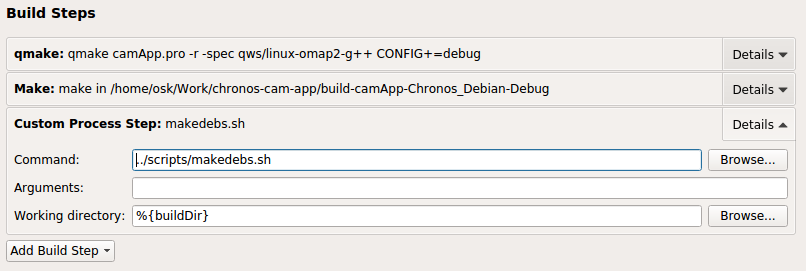 Build Steps
qmake: qmake camApp.pro -r -spec qws/linux-omap2-g++ CONFIG+=debug Details
Make: make in /home/osk/Work/chronos-cam-app/build-camApp-Chronos_Debian-Debug Details
Custom Process Step: makedebs.sh Details
Command: ../scripts/makedebs.sh Browse...
Arguments:
Working directory: %{buildDir} Browse...
Add Build Step